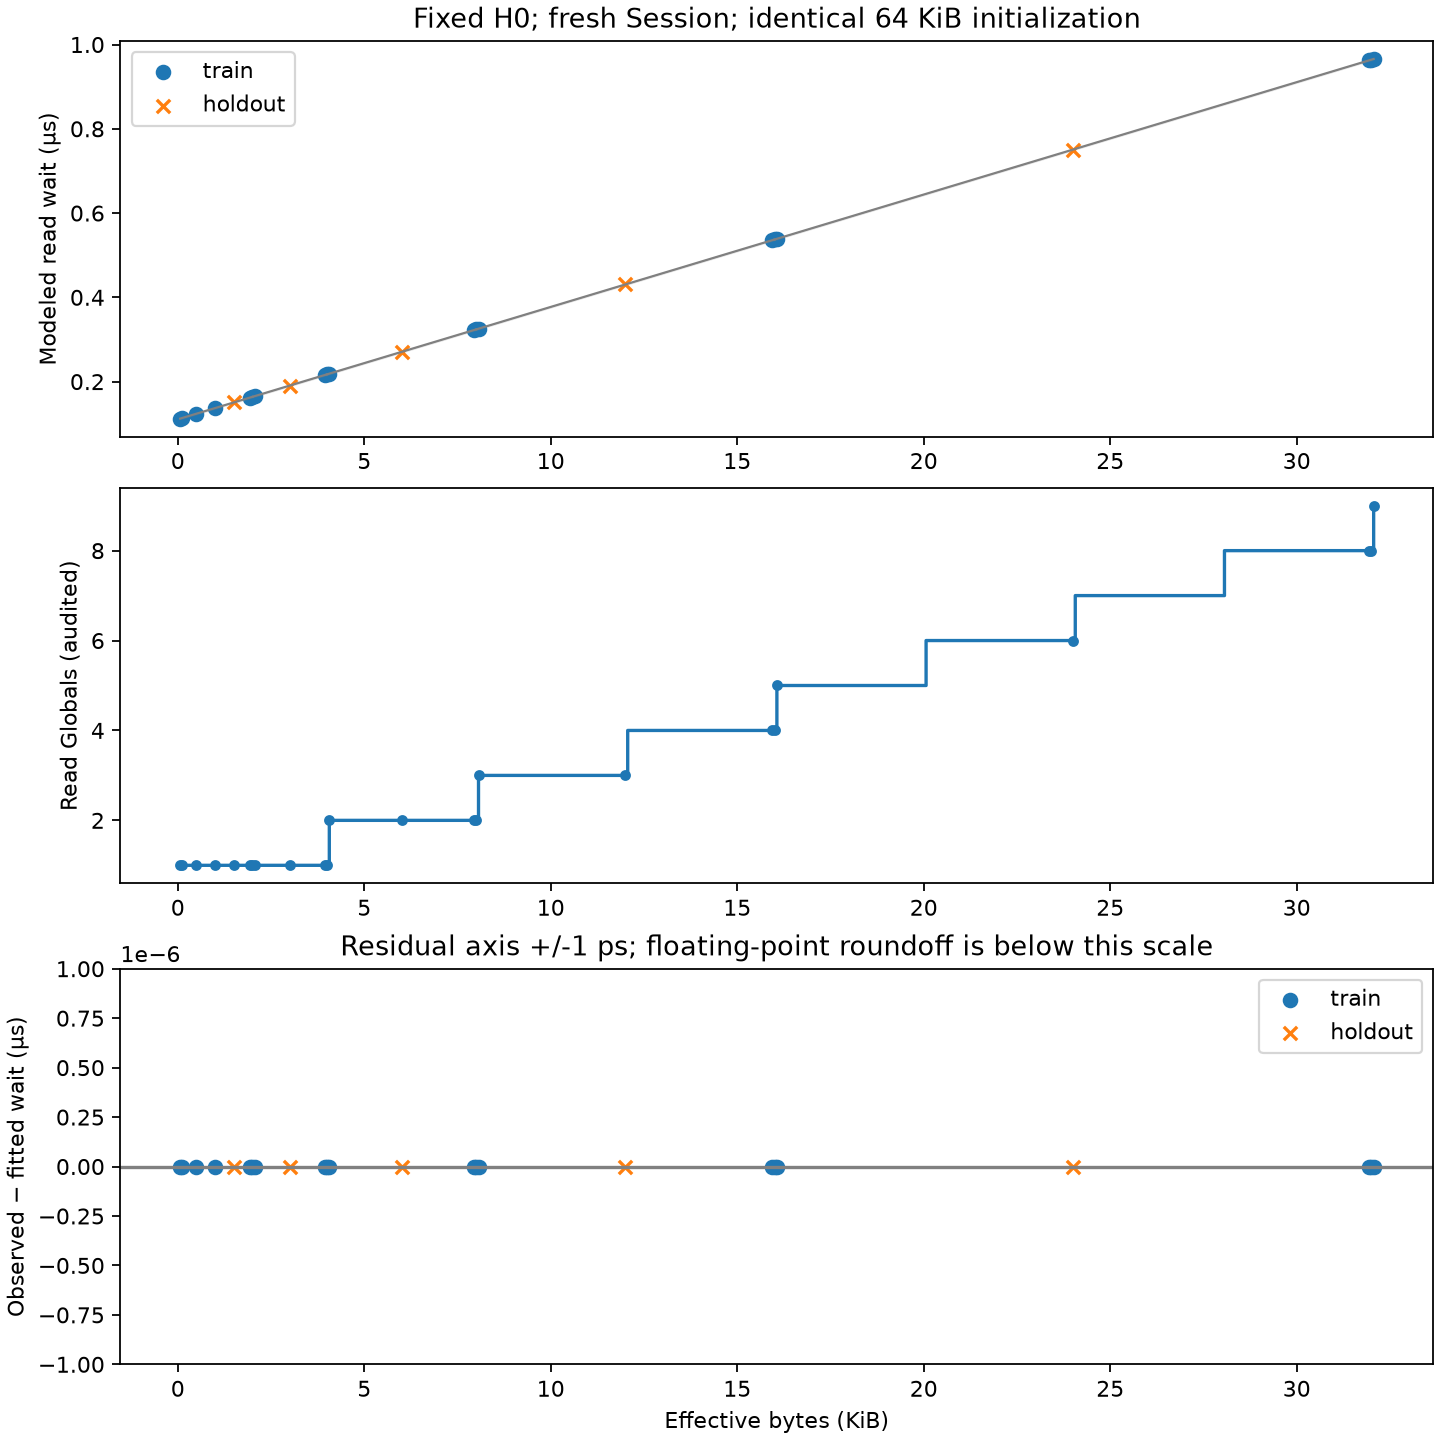 Fixed H0; fresh Session; identical 64 KiB initialization
Modeled read wait (µs)
1.0
0.8
0.6
0.4
0.2
train
holdout
0 5 10 15 20 25 30
Read Globals (audited)
8
6
4
2
0 5 10 15 20 25 30
Residual axis +/-1 ps; floating-point roundoff is below this scale
1e−6
Observed − fitted wait (µs)
1.00
0.75
0.50
0.25
0.00
−0.25
−0.50
−0.75
−1.00
train
holdout
0 5 10 15 20 25 30
Effective bytes (KiB)